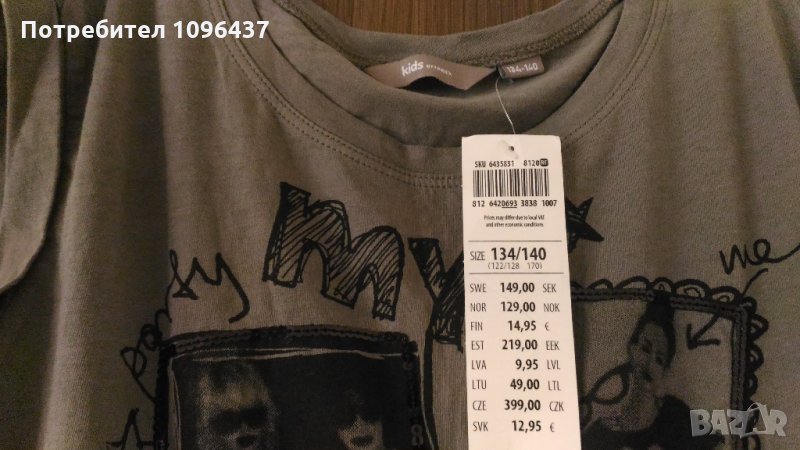 Потребител 1096437
kids
134-140
SKU 6435831 8120
812 6420693 3838 1007
Prices may differ due to local VAT
and other economic conditions.
SIZE 134/140
(122/128 170)
SWE 149,00 SEK
NOR 129,00 NOK
FIN 14,95 €
EST 219,00 EEK
LVA 9,95 LVL
LTU 49,00 LTL
CZE 399,00 CZK
SVK 12,95 €
my
me
party
BAZAR